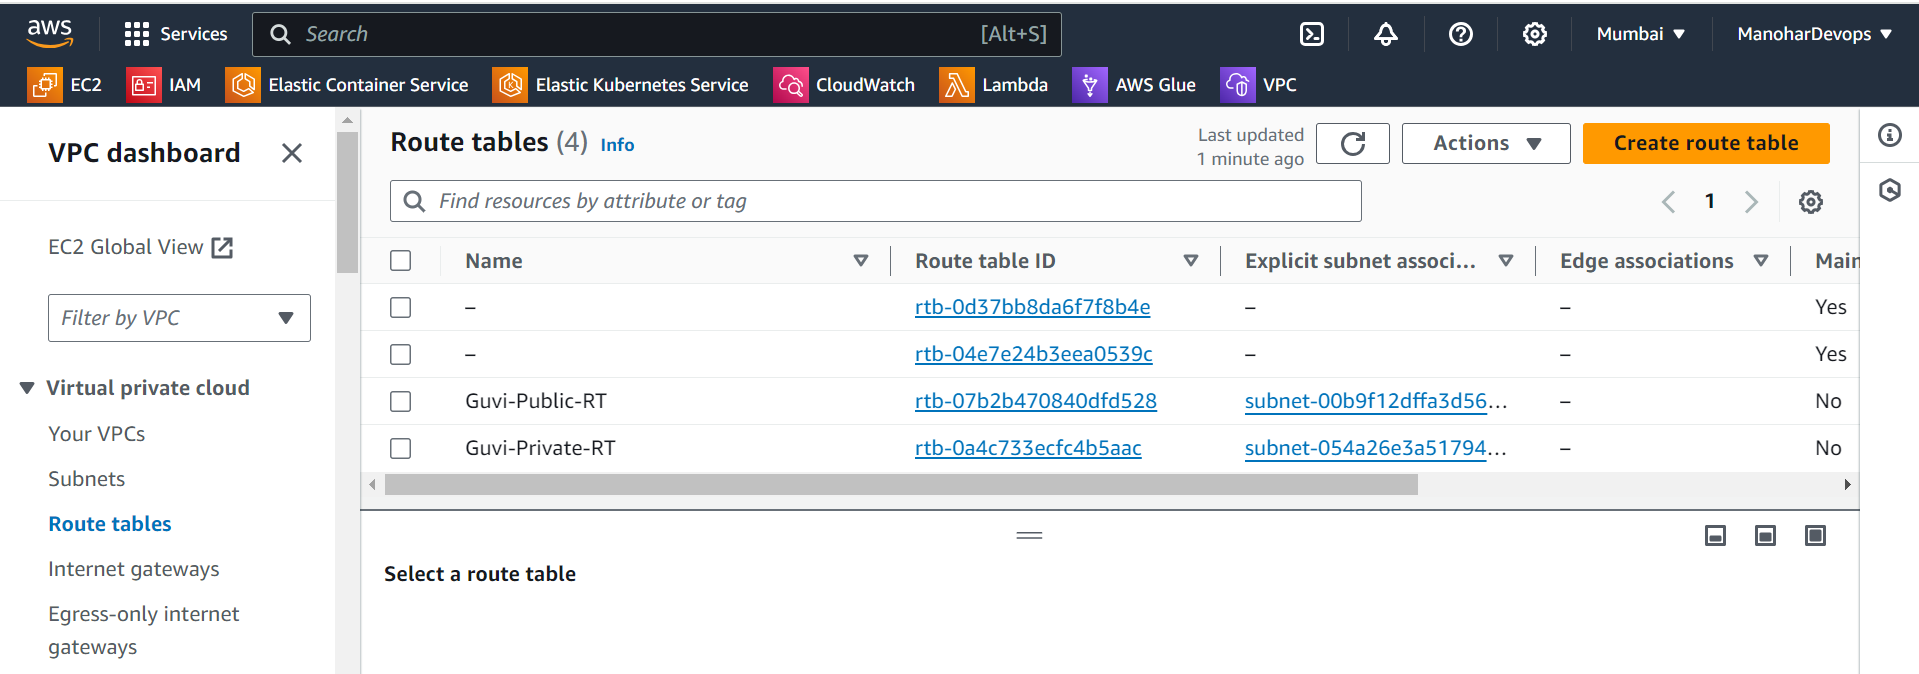 aws Services Search [Alt+S] Mumbai ▼ ManoharDevops ▼
EC2 IAM Elastic Container Service Elastic Kubernetes Service CloudWatch Lambda AWS Glue VPC
VPC dashboard
EC2 Global View
Filter by VPC
Virtual private cloud
Your VPCs
Subnets
Route tables
Internet gateways
Egress-only internet
gateways
Route tables (4) Info
Last updated
1 minute ago
Actions ▼
Create route table
Find resources by attribute or tag
1
Name Route table ID Explicit subnet associ... Edge associations Main
– rtb-0d37bb8da6f7f8b4e – – Yes
– rtb-04e7e24b3eea0539c – – Yes
Guvi-Public-RT rtb-07b2b470840dfd528 subnet-00b9f12dffa3d56... – No
Guvi-Private-RT rtb-0a4c733ecfc4b5aac subnet-054a26e3a51794... – No
Select a route table